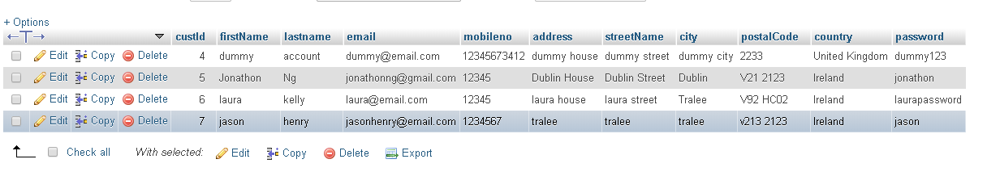 + Options
custId firstName lastname email mobileno address streetName city postalCode country password
Edit Copy Delete 4 dummy account dummy@email.com 12345673412 dummy house dummy street dummy city 2233 United Kingdom dummy123
Edit Copy Delete 5 Jonathon Ng jonathonng@gmail.com 12345 Dublin House Dublin Street Dublin V21 2123 Ireland jonathon
Edit Copy Delete 6 laura kelly laura@email.com 12345 laura house laura street Tralee V92 HC02 Ireland laurapassword
Edit Copy Delete 7 jason henry jasonhenry@email.com 1234567 tralee tralee tralee v213 2123 Ireland jason
Check all With selected: Edit Copy Delete Export